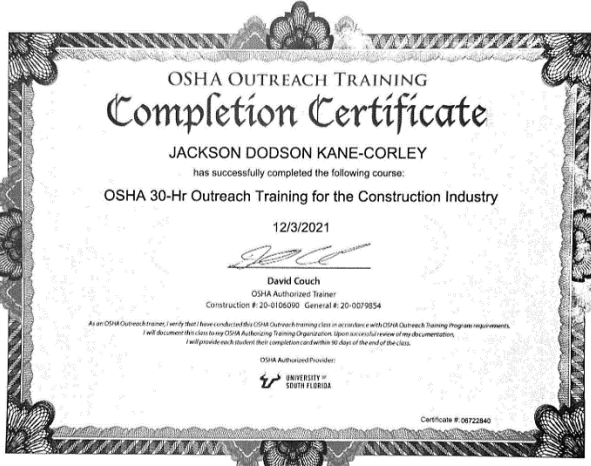 OSHA OUTREACH TRAINING
Completion Certificate
JACKSON DODSON KANE-CORLEY
has successfully completed the following course:
OSHA 30-Hr Outreach Training for the Construction Industry
12/3/2021
David Couch
OSHA Authorized Trainer
Construction #: 20-0106090 General #: 20-0079854
As an OSHA Outreach trainer, I verify that I have conducted this OSHA Outreach training class in accordance with OSHA Outreach Training Program requirements.
I will document this class to my OSHA Authorizing Training Organization. Upon successful review of my documentation,
I will provide each student their completion card within 90 days of the end of the class.
OSHA Authorized Provider:
UNIVERSITY OF
SOUTH FLORIDA
Certificate #: 06722840